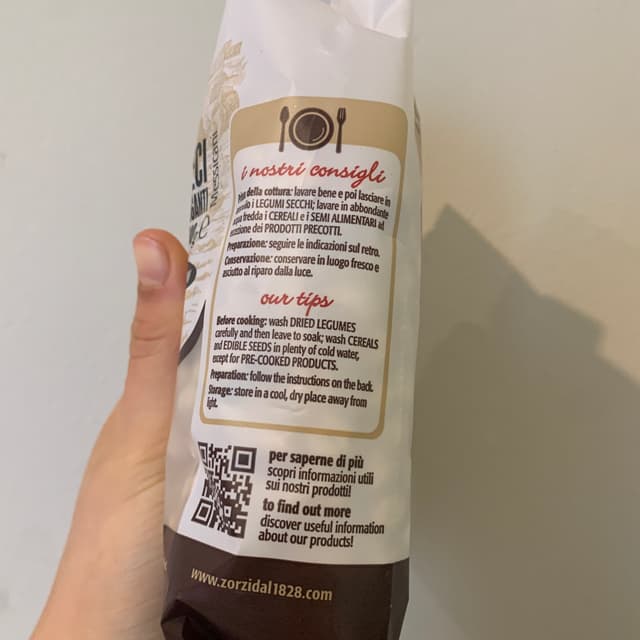 Messicani
i nostri consigli
della cottura: lavare bene e poi lasciare in
i LEGUMI SECCHI; lavare in abbondante
fredda i CEREALI e i SEMI ALIMENTARI ad
dei PRODOTTI PRECOTTI.
Preparazione: seguire le indicazioni sul retro.
Conservazione: conservare in luogo fresco e
asciutto al riparo dalla luce.
our tips
Before cooking: wash DRIED LEGUMES
carefully and then leave to soak; wash CEREALS
and EDIBLE SEEDS in plenty of cold water,
except for PRE-COOKED PRODUCTS.
Preparation: follow the instructions on the back.
Storage: store in a cool, dry place away from
light.
per saperne di più
scopri informazioni utili
sui nostri prodotti!
to find out more
discover useful information
about our products!
www.zorzidal1828.com